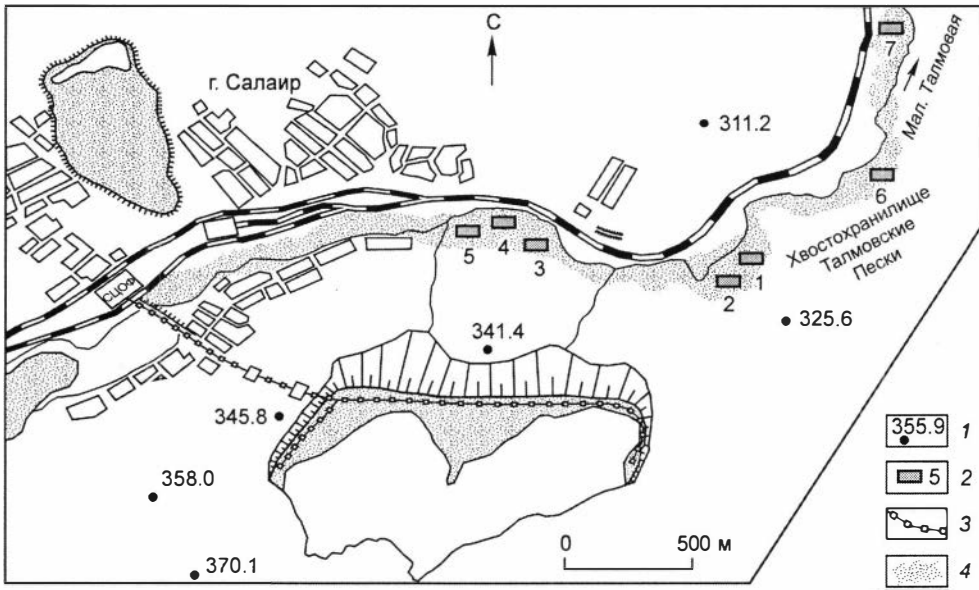 С
г. Салаир
311.2
7
Мал. Талмовая
6
Хвостохранилище
Талмовские
Пески
5
4
3
1
2
СЦОФ
325.6
341.4
345.8
358.0
370.1
0 500 м
355.9 1
5 2
3
4